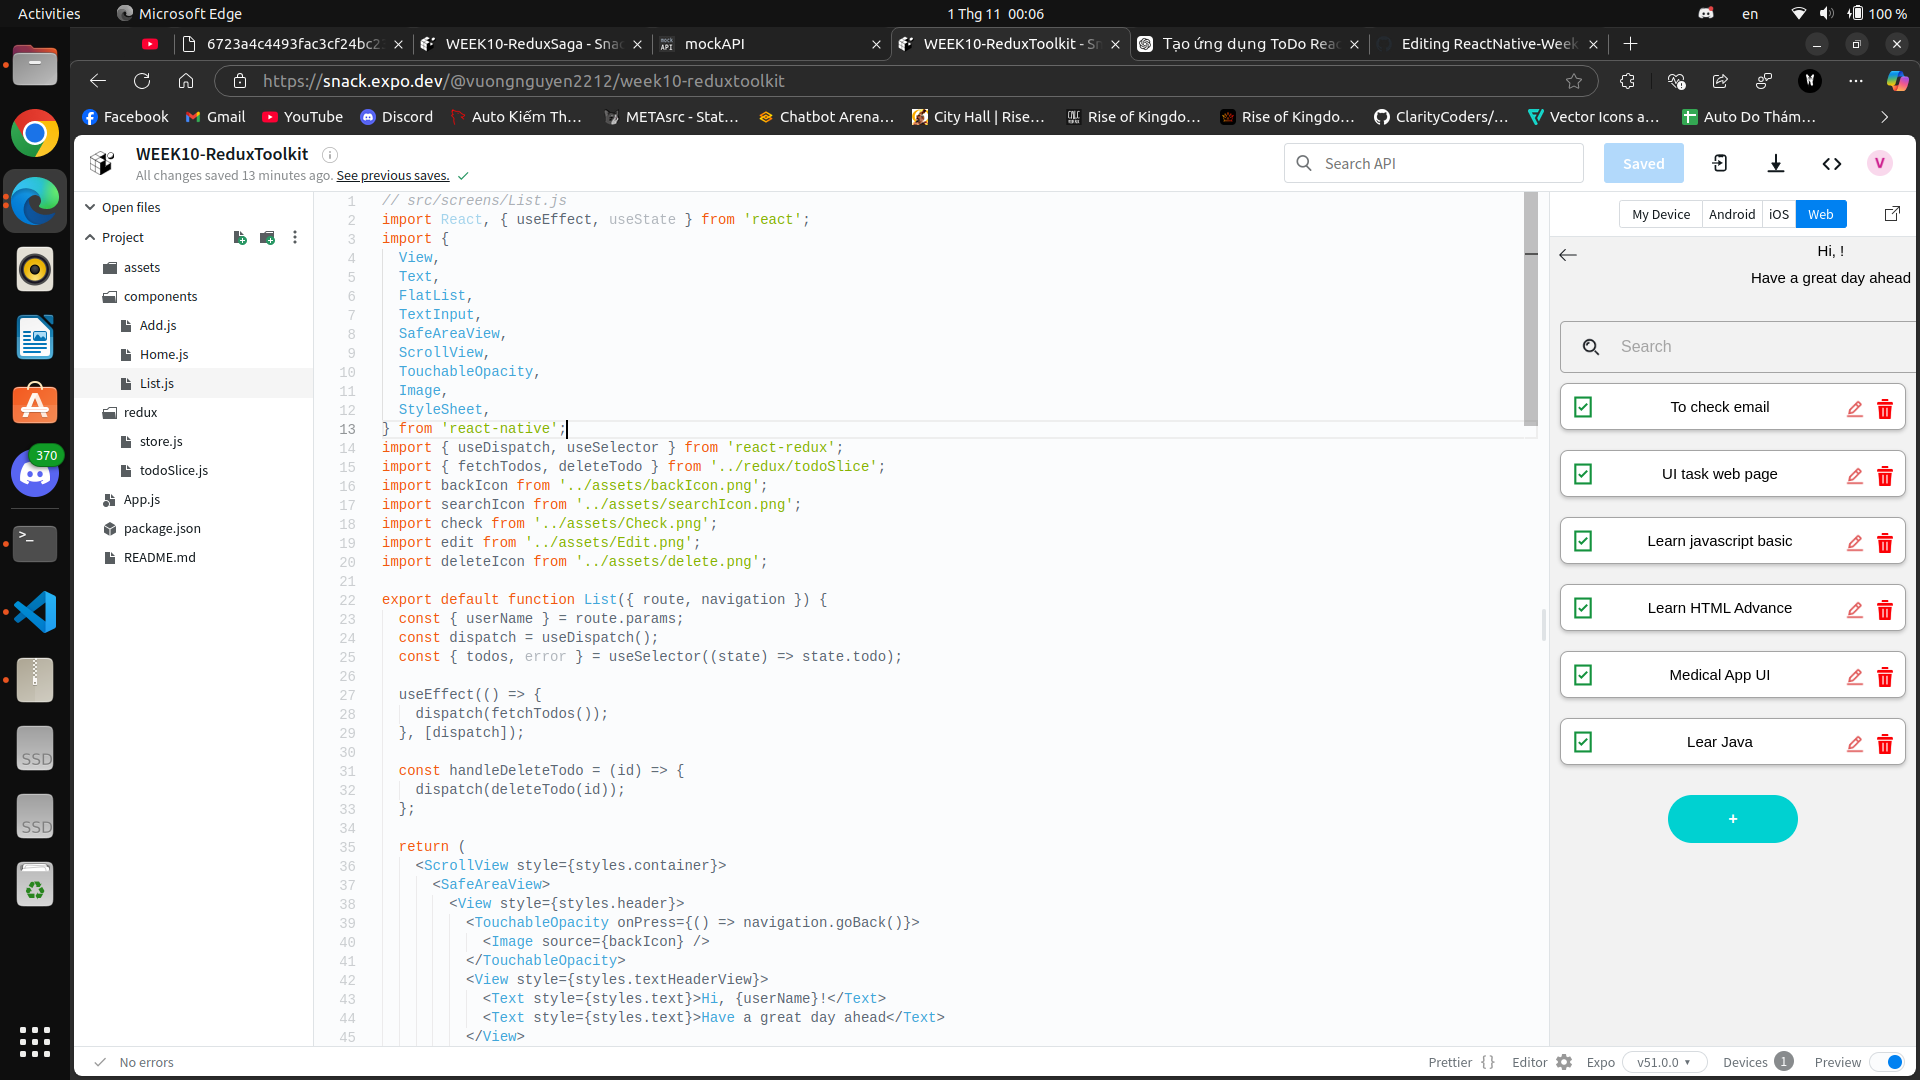 Activities
Microsoft Edge
1 Thg 11  00:06
en
100 %
6723a4c4493fac3cf24bc2
WEEK10-ReduxSaga - Sna
mockAPI
WEEK10-ReduxToolkit - Sn
Tạo ứng dụng ToDo Rea
Editing ReactNative-Week
https://snack.expo.dev/@vuongnguyen2212/week10-reduxtoolkit
Facebook
Gmail
YouTube
Discord
Auto Kiếm Th...
METAsrc - Stat...
Chatbot Arena...
City Hall | Rise...
Rise of Kingdo...
Rise of Kingdo...
ClarityCoders/...
Vector Icons a...
Auto Do Thám...
WEEK10-ReduxToolkit
All changes saved 13 minutes ago. See previous saves.
Search API
Saved
V
Open files
Project
assets
components
Add.js
Home.js
List.js
redux
store.js
todoSlice.js
App.js
package.json
README.md
370
SSD
SSD
1 // src/screens/List.js
2 import React, { useEffect, useState } from 'react';
3 import {
4 View,
5 Text,
6 FlatList,
7 TextInput,
8 SafeAreaView,
9 ScrollView,
10 TouchableOpacity,
11 Image,
12 StyleSheet,
13 } from 'react-native';
14 import { useDispatch, useSelector } from 'react-redux';
15 import { fetchTodos, deleteTodo } from '../redux/todoSlice';
16 import backIcon from '../assets/backIcon.png';
17 import searchIcon from '../assets/searchIcon.png';
18 import check from '../assets/Check.png';
19 import edit from '../assets/Edit.png';
20 import deleteIcon from '../assets/delete.png';
21
22 export default function List({ route, navigation }) {
23 const { userName } = route.params;
24 const dispatch = useDispatch();
25 const { todos, error } = useSelector((state) => state.todo);
26
27 useEffect(() => {
28 dispatch(fetchTodos());
29 }, [dispatch]);
30
31 const handleDeleteTodo = (id) => {
32 dispatch(deleteTodo(id));
33 };
34
35 return (
36 <ScrollView style={styles.container}>
37 <SafeAreaView>
38 <View style={styles.header}>
39 <TouchableOpacity onPress={() => navigation.goBack()}>
40 <Image source={backIcon} />
41 </TouchableOpacity>
42 <View style={styles.textHeaderView}>
43 <Text style={styles.text}>Hi, {userName}!</Text>
44 <Text style={styles.text}>Have a great day ahead</Text>
45 </View>
My Device
Android
iOS
Web
Hi, !
Have a great day ahead
Search
To check email
UI task web page
Learn javascript basic
Learn HTML Advance
Medical App UI
Lear Java
+
No errors
Prettier { }
Editor
Expo
v51.0.0
Devices 1
Preview